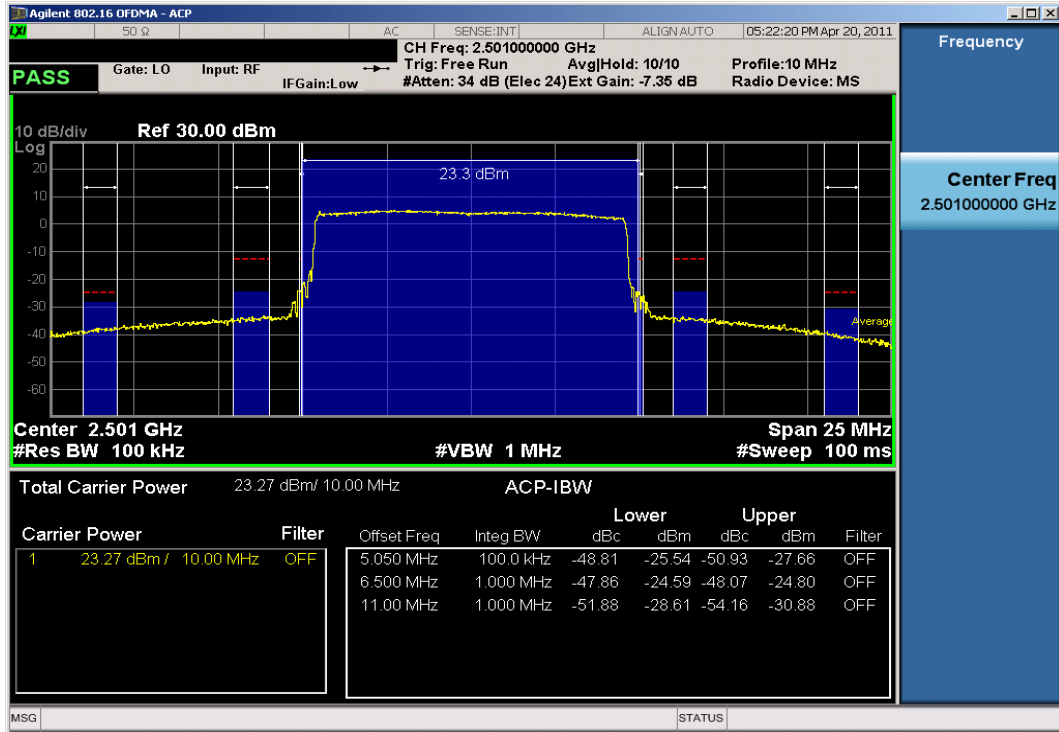 Agilent 802.16 OFDMA - ACP
LXI 50 Ω AC SENSE:INT ALIGN AUTO 05:22:20 PM Apr 20, 2011
CH Freq: 2.501000000 GHz
Trig: Free Run Avg|Hold: 10/10 Profile:10 MHz
PASS Gate: LO Input: RF IFGain:Low #Atten: 34 dB (Elec 24) Ext Gain: -7.35 dB Radio Device: MS
Frequency
Center Freq
2.501000000 GHz
10 dB/div Ref 30.00 dBm
Log
20
10
0
-10
-20
-30
-40
-50
-60
23.3 dBm
Average
Center 2.501 GHz Span 25 MHz
#Res BW 100 kHz #VBW 1 MHz #Sweep 100 ms
Total Carrier Power 23.27 dBm/ 10.00 MHz ACP-IBW
Lower Upper
Carrier Power Filter Offset Freq Integ BW dBc dBm dBc dBm Filter
1 23.27 dBm / 10.00 MHz OFF 5.050 MHz 100.0 kHz -48.81 -25.54 -50.93 -27.66 OFF
6.500 MHz 1.000 MHz -47.86 -24.59 -48.07 -24.80 OFF
11.00 MHz 1.000 MHz -51.88 -28.61 -54.16 -30.88 OFF
MSG STATUS